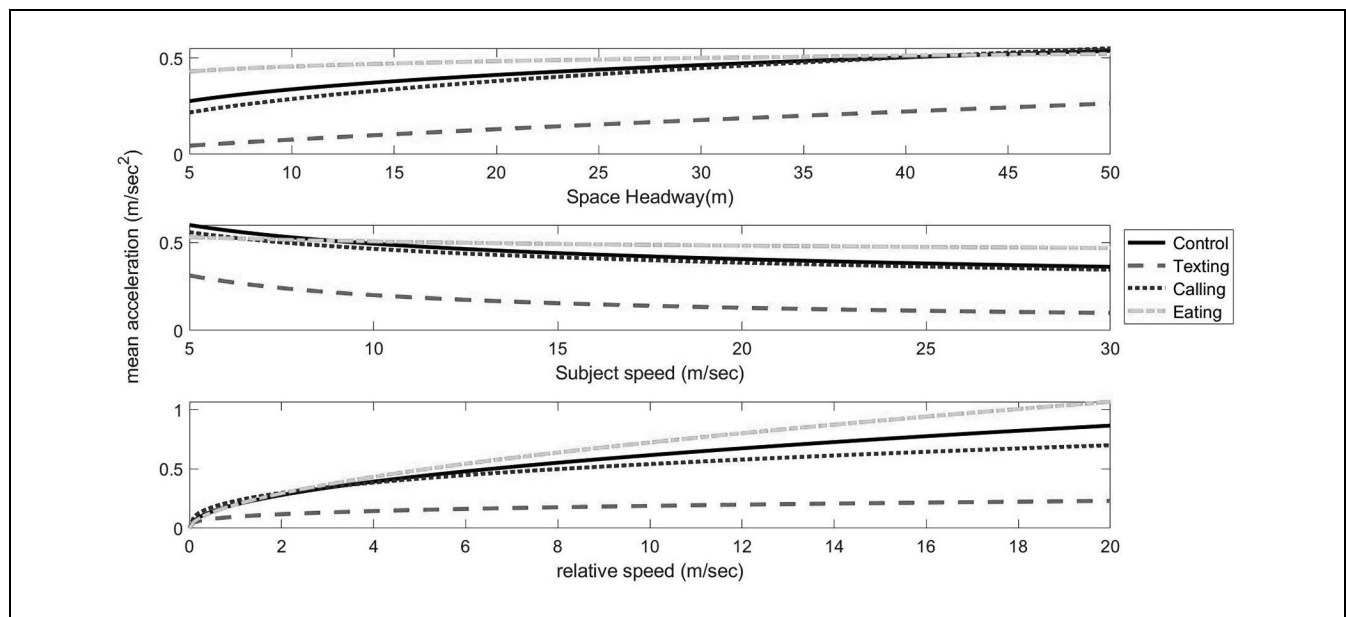 0.5
0
5 10 15 20 25 30 35 40 45 50
Space Headway(m)
mean acceleration (m/sec2)
0.5
0
5 10 15 20 25 30
Subject speed (m/sec)
Control
Texting
Calling
Eating
1
0.5
0
0 2 4 6 8 10 12 14 16 18 20
relative speed (m/sec)